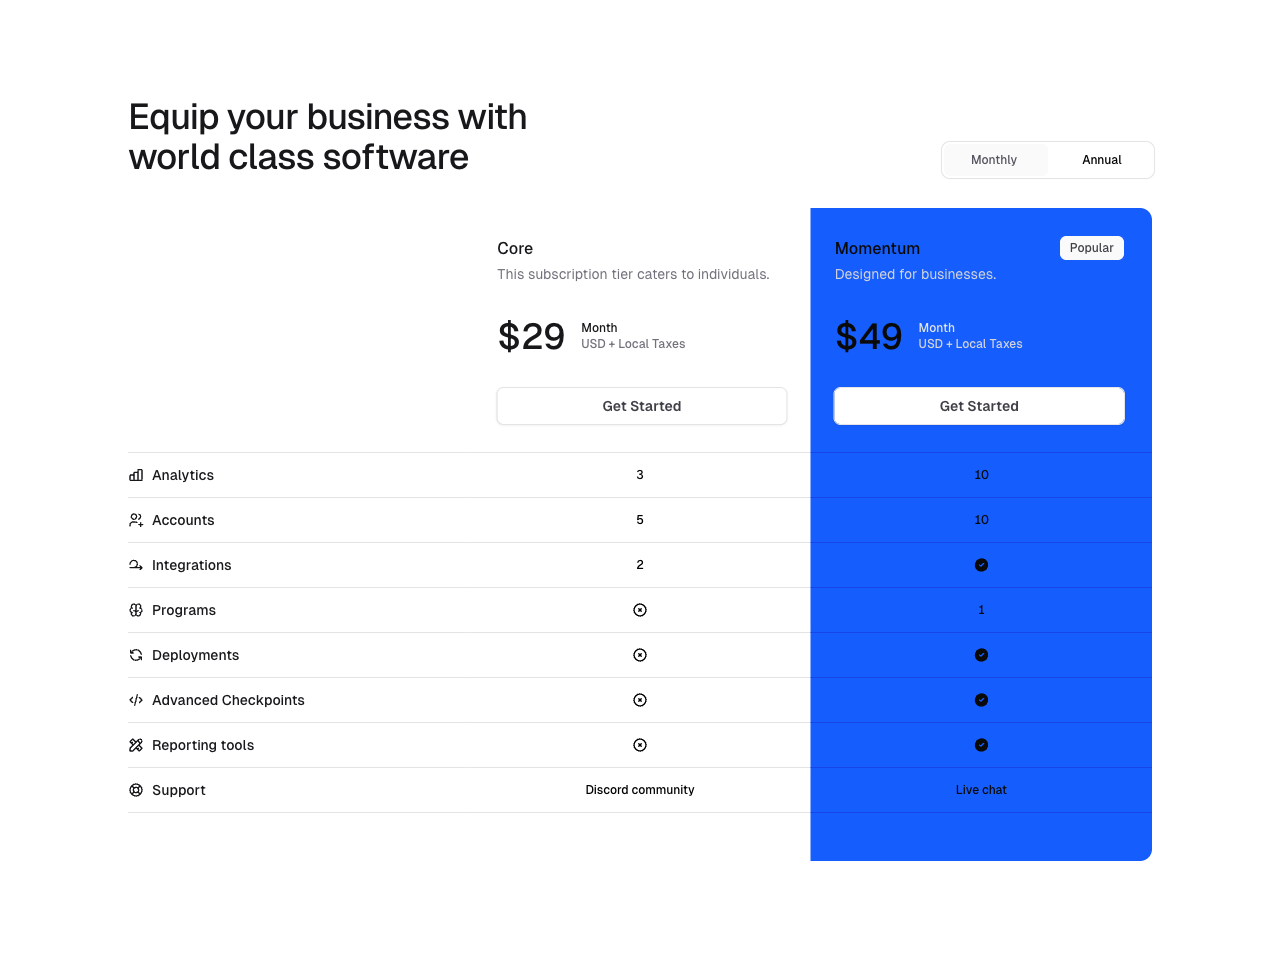 Equip your business with
world class software
Monthly
Annual
Core
This subscription tier caters to individuals.
$29
Month
USD + Local Taxes
Get Started
Momentum
Popular
Designed for businesses.
$49
Month
USD + Local Taxes
Get Started
Analytics 3 10
Accounts 5 10
Integrations 2
Programs 1
Deployments
Advanced Checkpoints
Reporting tools
Support Discord community Live chat